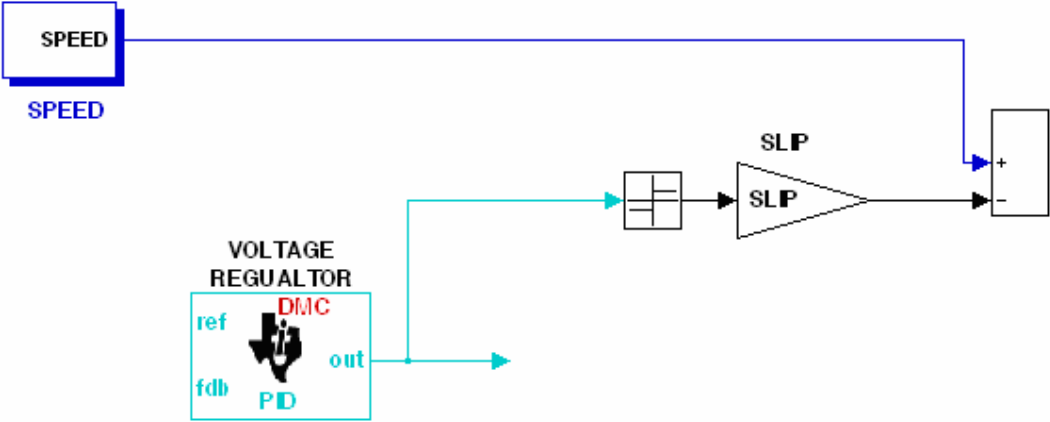 SPEED
SPEED
SLIP
+
SLIP
−
VOLTAGE
REGUALTOR
DMC
ref
out
fdb
PID